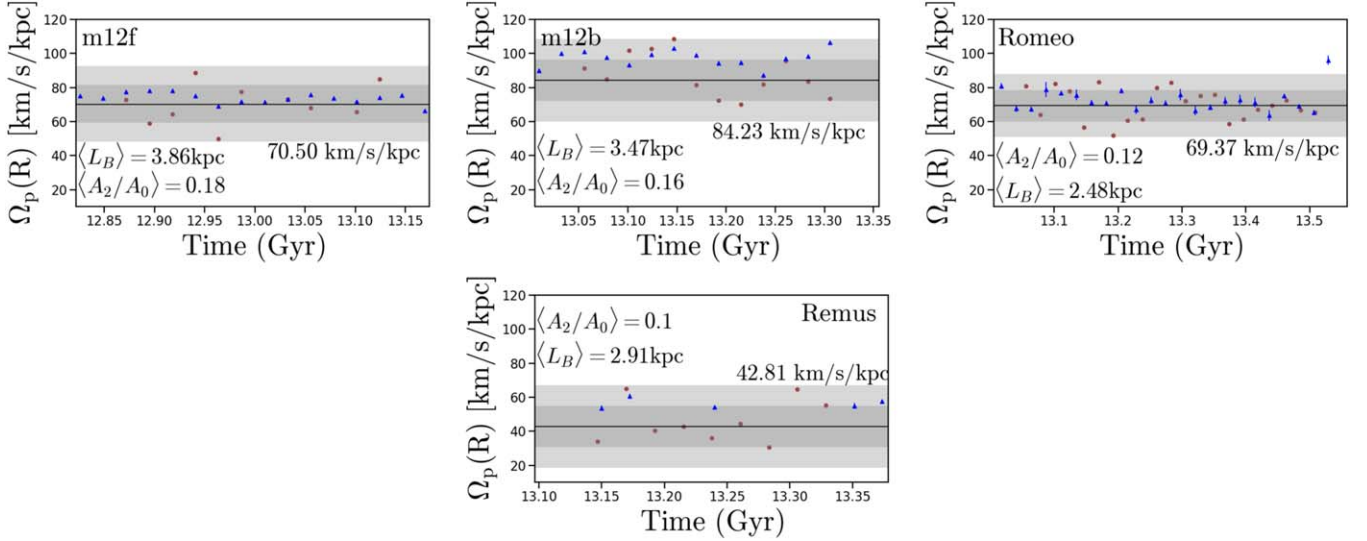 m12f
Ωp(R) [km/s/kpc]
120
100
80
60
40
20
⟨L_B⟩ = 3.86kpc
70.50 km/s/kpc
⟨A_2/A_0⟩ = 0.18
12.85 12.90 12.95 13.00 13.05 13.10 13.15
Time (Gyr)
m12b
Ωp(R) [km/s/kpc]
120
100
80
60
40
20
84.23 km/s/kpc
⟨L_B⟩ = 3.47kpc
⟨A_2/A_0⟩ = 0.16
13.05 13.10 13.15 13.20 13.25 13.30 13.35
Time (Gyr)
Romeo
Ωp(R) [km/s/kpc]
120
100
80
60
40
20
⟨A_2/A_0⟩ = 0.12
69.37 km/s/kpc
⟨L_B⟩ = 2.48kpc
13.1 13.2 13.3 13.4 13.5
Time (Gyr)
Remus
Ωp(R) [km/s/kpc]
120
100
80
60
40
20
⟨A_2/A_0⟩ = 0.1
⟨L_B⟩ = 2.91kpc
42.81 km/s/kpc
13.10 13.15 13.20 13.25 13.30 13.35
Time (Gyr)